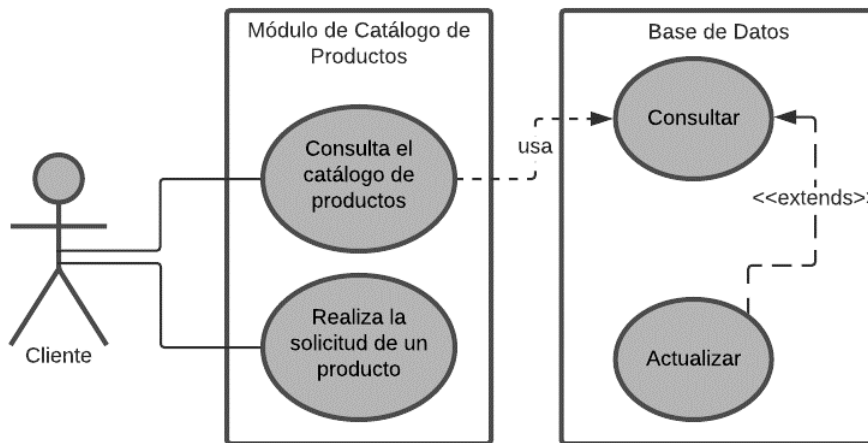 Módulo de Catálogo de
Productos
Base de Datos
Consulta el
catálogo de
productos
usa
Consultar
<<extends>>
Realiza la
solicitud de un
producto
Actualizar
Cliente